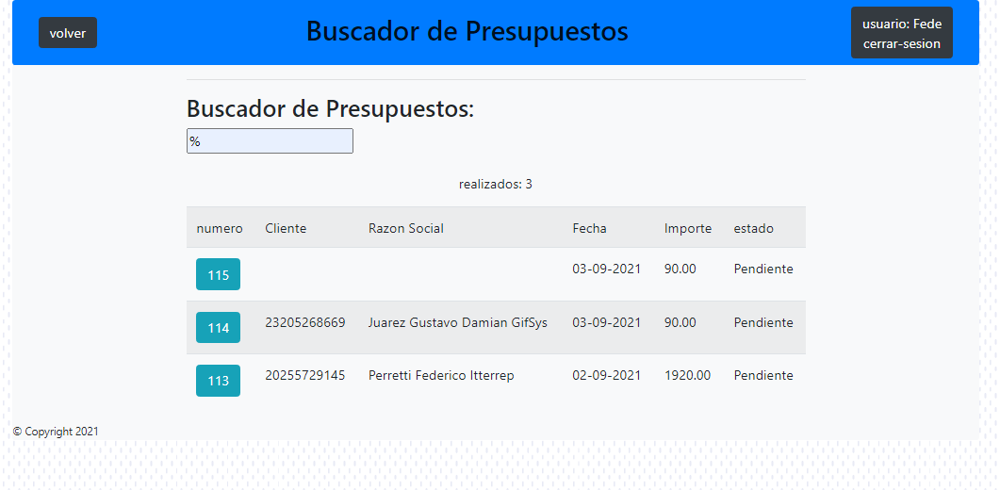 volver
Buscador de Presupuestos
usuario: Fede
cerrar-sesion
Buscador de Presupuestos:
%
realizados: 3
numero Cliente Razon Social Fecha Importe estado
115 03-09-2021 90.00 Pendiente
114 23205268669 Juarez Gustavo Damian GifSys 03-09-2021 90.00 Pendiente
113 20255729145 Perretti Federico Itterrep 02-09-2021 1920.00 Pendiente
© Copyright 2021